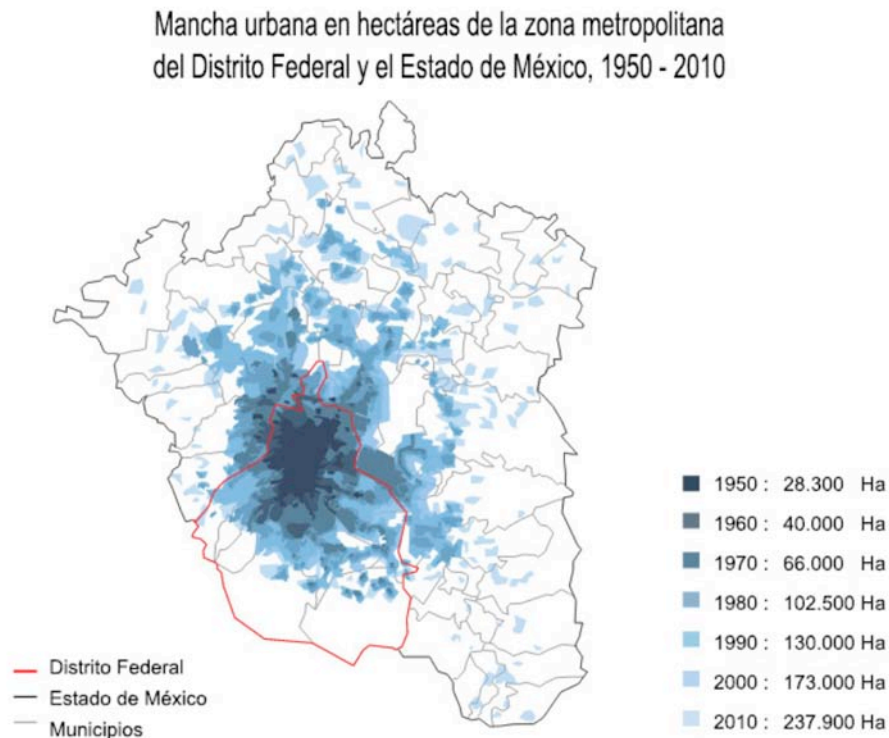 Mancha urbana en hectáreas de la zona metropolitana
del Distrito Federal y el Estado de México, 1950 - 2010
1950 : 28.300 Ha
1960 : 40.000 Ha
1970 : 66.000 Ha
1980 : 102.500 Ha
1990 : 130.000 Ha
2000 : 173.000 Ha
2010 : 237.900 Ha
Distrito Federal
Estado de México
Municipios